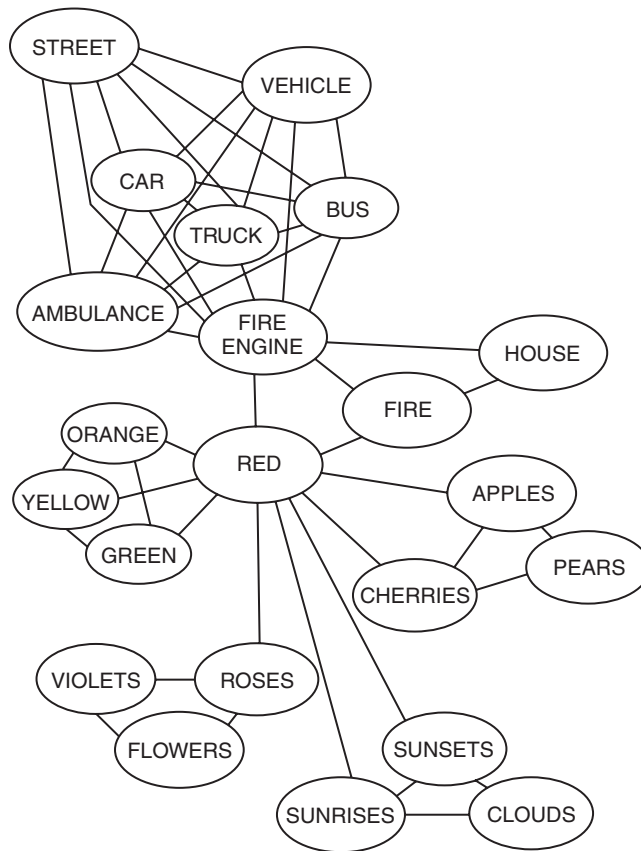 STREET
VEHICLE
CAR
BUS
TRUCK
AMBULANCE
FIRE
ENGINE
HOUSE
FIRE
ORANGE
RED
YELLOW
APPLES
GREEN
PEARS
CHERRIES
VIOLETS
ROSES
FLOWERS
SUNSETS
SUNRISES
CLOUDS